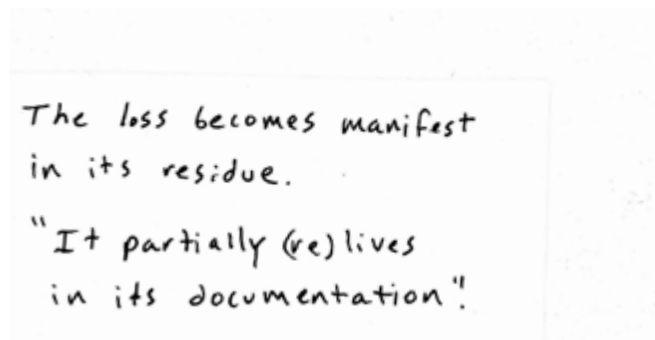 The loss becomes manifest
in its residue.
"It partially (re)lives
in its documentation".